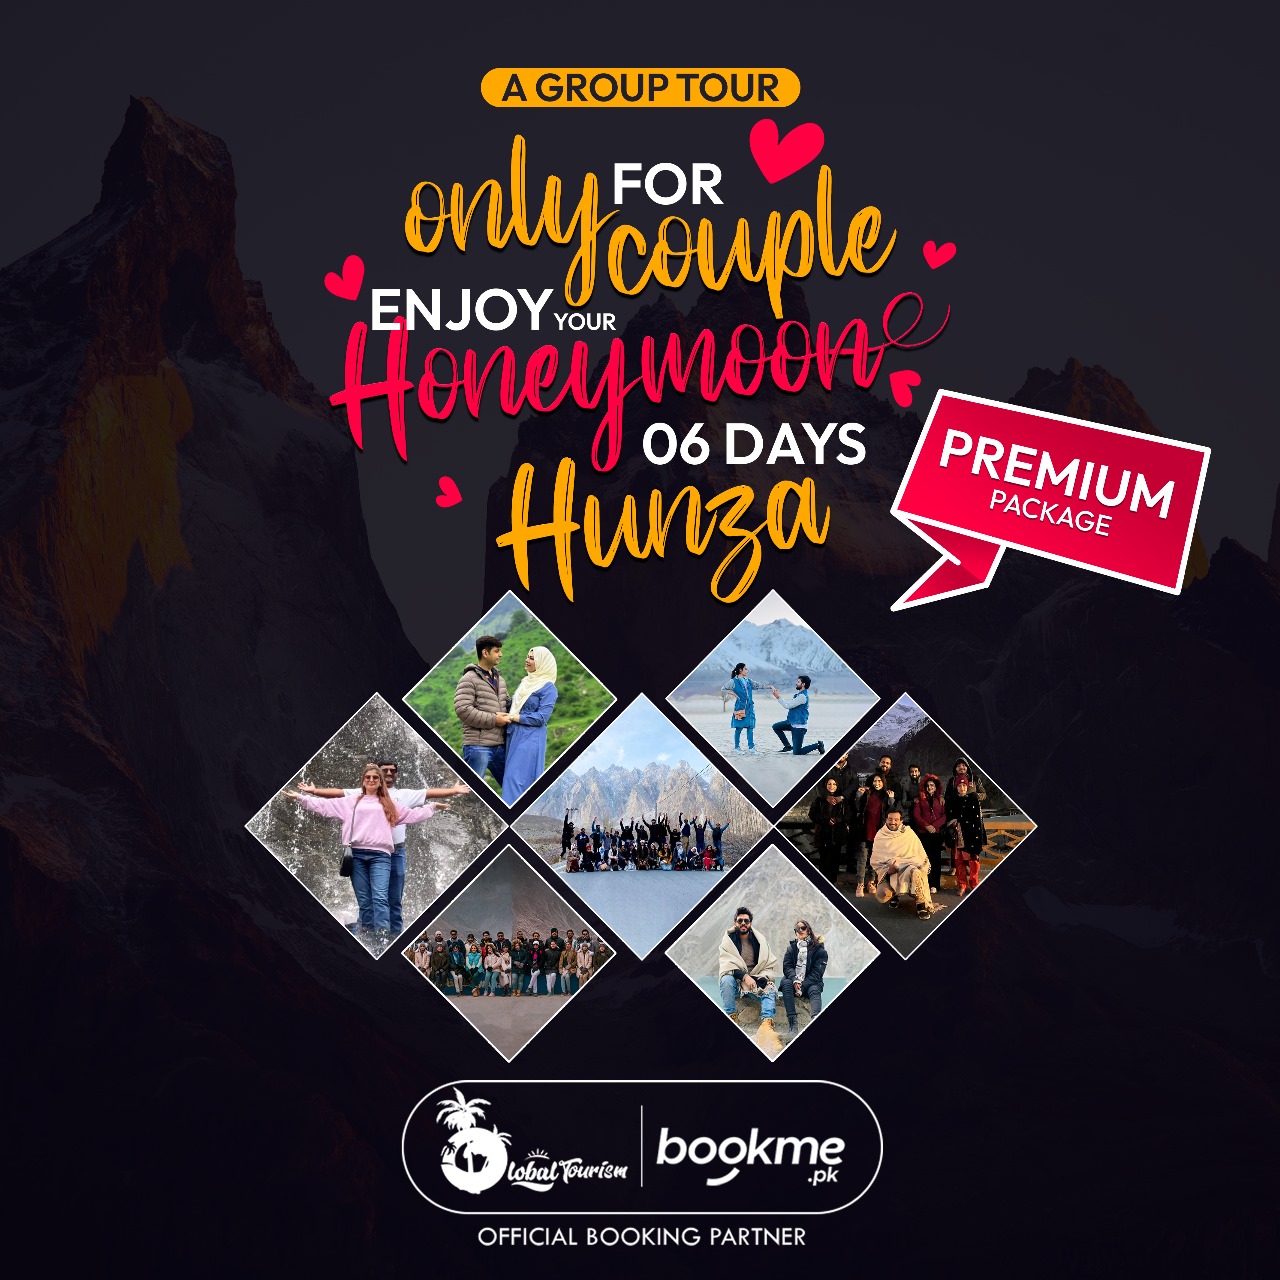 A GROUP TOUR
only FOR
couple
ENJOY YOUR
Honeymoon
06 DAYS
Hunza
PREMIUM
PACKAGE
Global Tourism
bookme
.pk
OFFICIAL BOOKING PARTNER